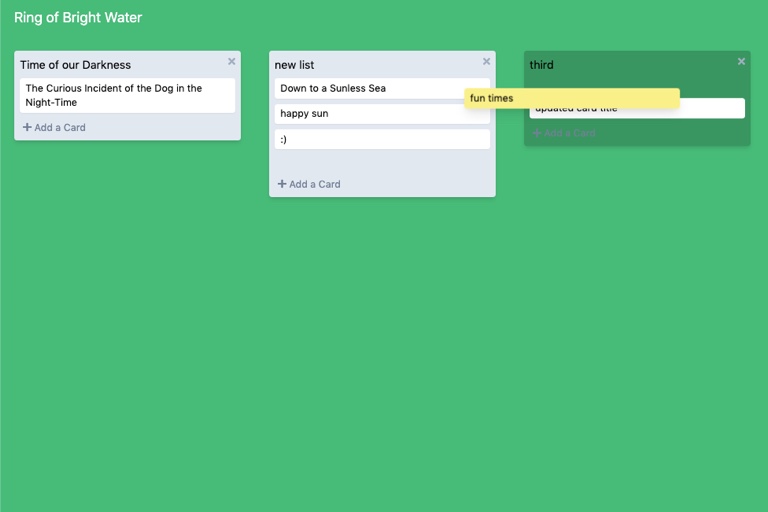 Ring of Bright Water
Time of our Darkness
The Curious Incident of the Dog in the
Night-Time
Add a Card
new list
Down to a Sunless Sea
happy sun
:)
Add a Card
third
fun times
updated card title
Add a Card